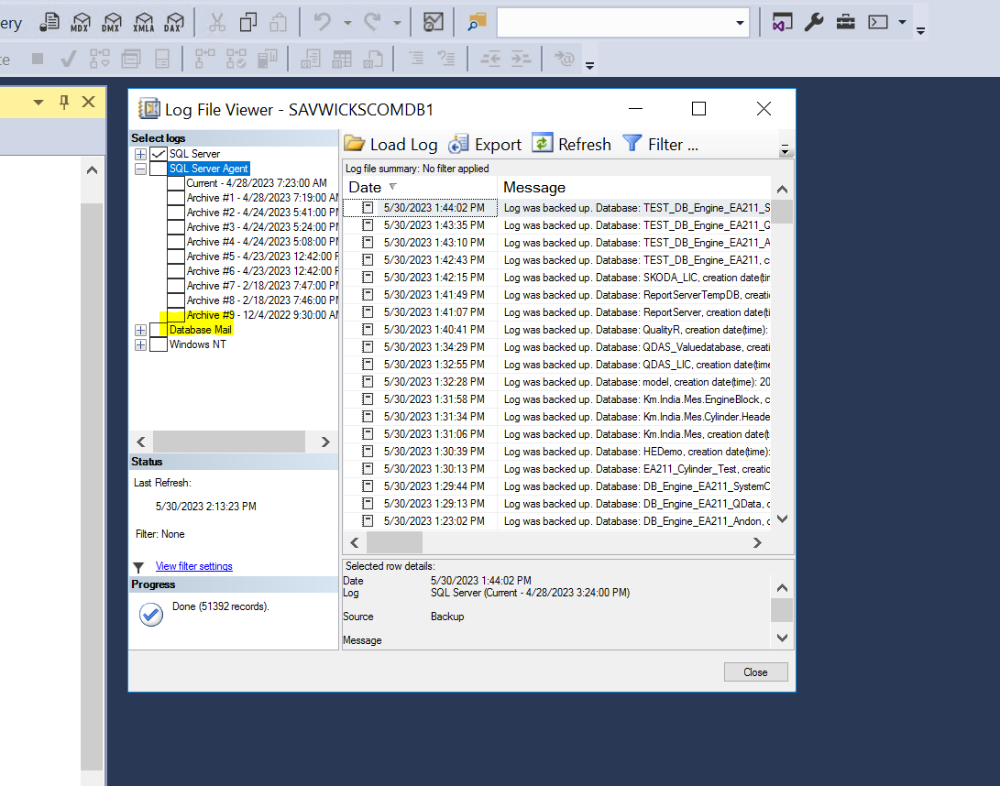 ery
MDX DMX XMLA DAX
te
Log File Viewer - SAVWICKSCOMDB1
Select logs
SQL Server
SQL Server Agent
Current - 4/28/2023 7:23:00 AM
Archive #1 - 4/28/2023 7:19:00 AM
Archive #2 - 4/24/2023 5:41:00 PM
Archive #3 - 4/24/2023 5:24:00 PM
Archive #4 - 4/24/2023 5:08:00 PM
Archive #5 - 4/23/2023 12:42:00 P
Archive #6 - 4/23/2023 12:42:00 P
Archive #7 - 2/18/2023 7:47:00 PM
Archive #8 - 2/18/2023 7:46:00 PM
Archive #9 - 12/4/2022 9:30:00 AM
Database Mail
Windows NT
Status
Last Refresh:
5/30/2023 2:13:23 PM
Filter: None
View filter settings
Progress
Done (51392 records).
Load Log Export Refresh Filter ...
Log file summary: No filter applied
Date Message
5/30/2023 1:44:02 PM Log was backed up. Database: TEST_DB_Engine_EA211_S
5/30/2023 1:43:35 PM Log was backed up. Database: TEST_DB_Engine_EA211_Q
5/30/2023 1:43:10 PM Log was backed up. Database: TEST_DB_Engine_EA211_A
5/30/2023 1:42:43 PM Log was backed up. Database: TEST_DB_Engine_EA211, c
5/30/2023 1:42:15 PM Log was backed up. Database: SKODA_LIC, creation date(tim
5/30/2023 1:41:49 PM Log was backed up. Database: ReportServerTempDB, creati
5/30/2023 1:41:07 PM Log was backed up. Database: ReportServer, creation date(ti
5/30/2023 1:40:41 PM Log was backed up. Database: QualityR, creation date(time):
5/30/2023 1:34:29 PM Log was backed up. Database: QDAS_Valuedatabase, creati
5/30/2023 1:32:55 PM Log was backed up. Database: QDAS_LIC, creation date(time
5/30/2023 1:32:28 PM Log was backed up. Database: model, creation date(time): 20
5/30/2023 1:31:58 PM Log was backed up. Database: Km.India.Mes.EngineBlock, c
5/30/2023 1:31:34 PM Log was backed up. Database: Km.India.Mes.Cylinder.Heade
5/30/2023 1:31:06 PM Log was backed up. Database: Km.India.Mes, creation date(t
5/30/2023 1:30:39 PM Log was backed up. Database: HEDemo, creation date(time):
5/30/2023 1:30:13 PM Log was backed up. Database: EA211_Cylinder_Test, creatio
5/30/2023 1:29:44 PM Log was backed up. Database: DB_Engine_EA211_SystemC
5/30/2023 1:29:13 PM Log was backed up. Database: DB_Engine_EA211_QData, c
5/30/2023 1:23:02 PM Log was backed up. Database: DB_Engine_EA211_Andon, c
Selected row details:
Date 5/30/2023 1:44:02 PM
Log SQL Server (Current - 4/28/2023 3:24:00 PM)
Source Backup
Message
Close